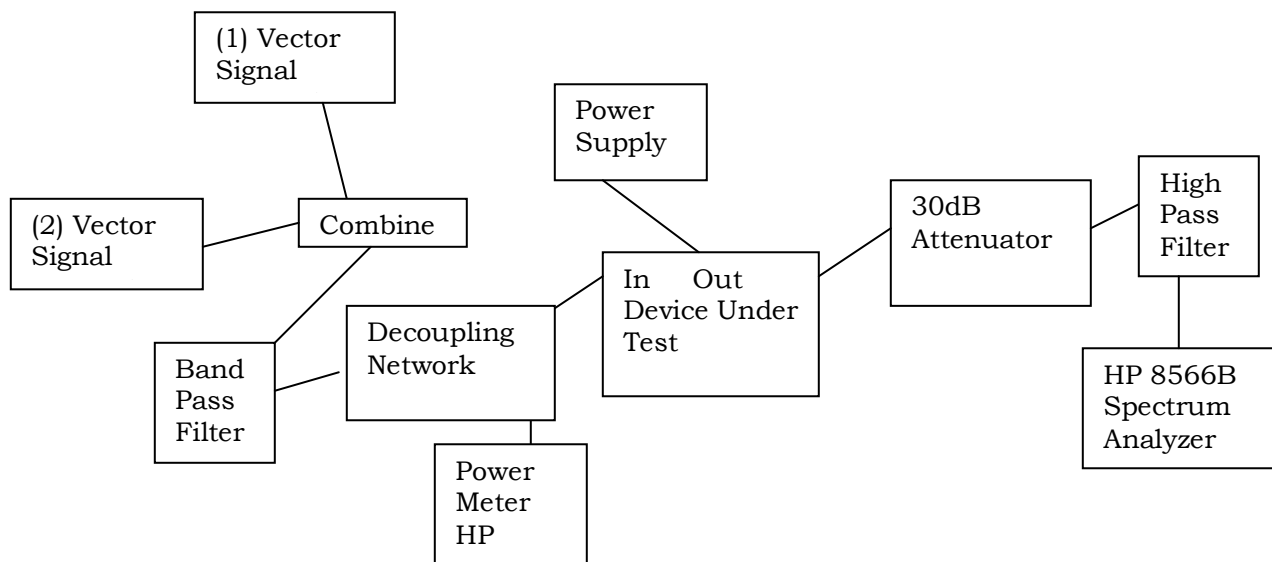 (1) Vector
Signal
Power
Supply
(2) Vector
Signal
Combine
30dB
Attenuator
High
Pass
Filter
In Out
Device Under
Test
Decoupling
Network
Band
Pass
Filter
HP 8566B
Spectrum
Analyzer
Power
Meter
HP